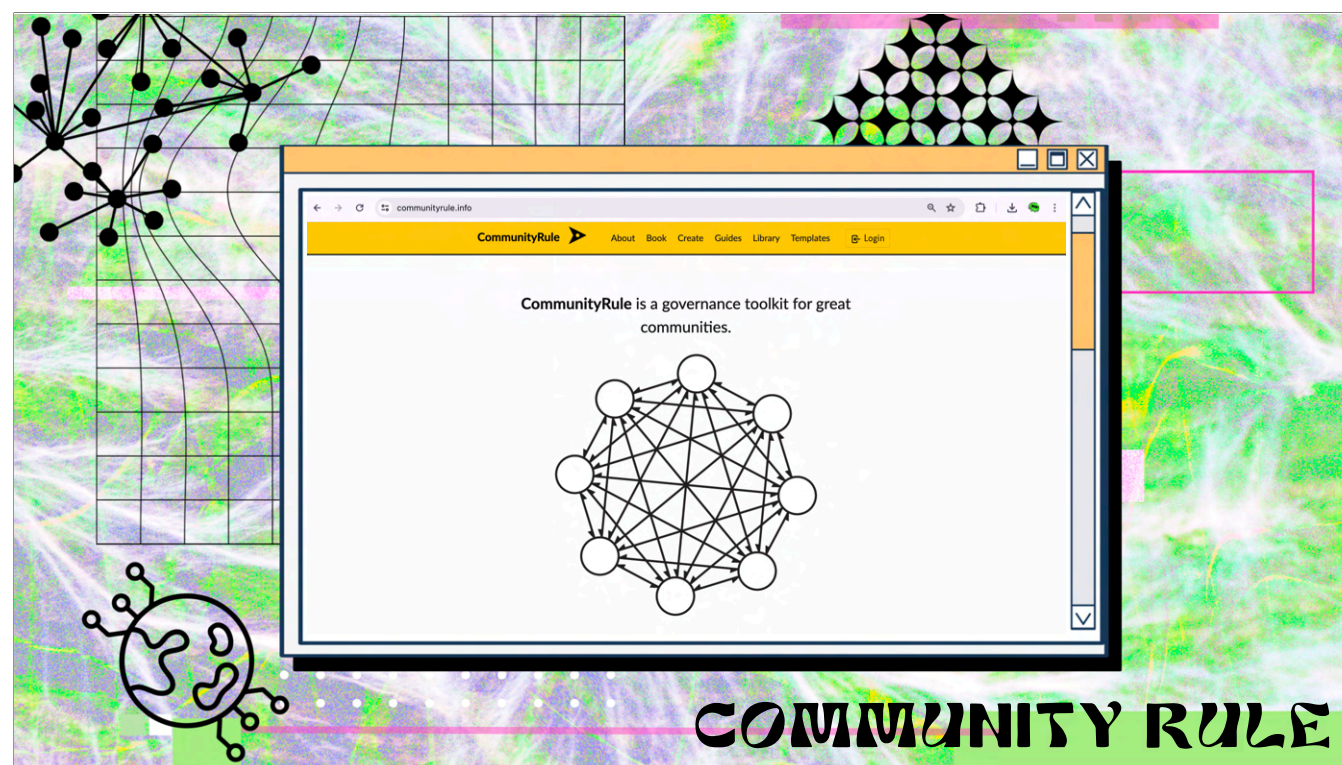 communityrule.info
CommunityRule About Book Create Guides Library Templates Login
CommunityRule is a governance toolkit for great
communities.
COMMUNITY RULE